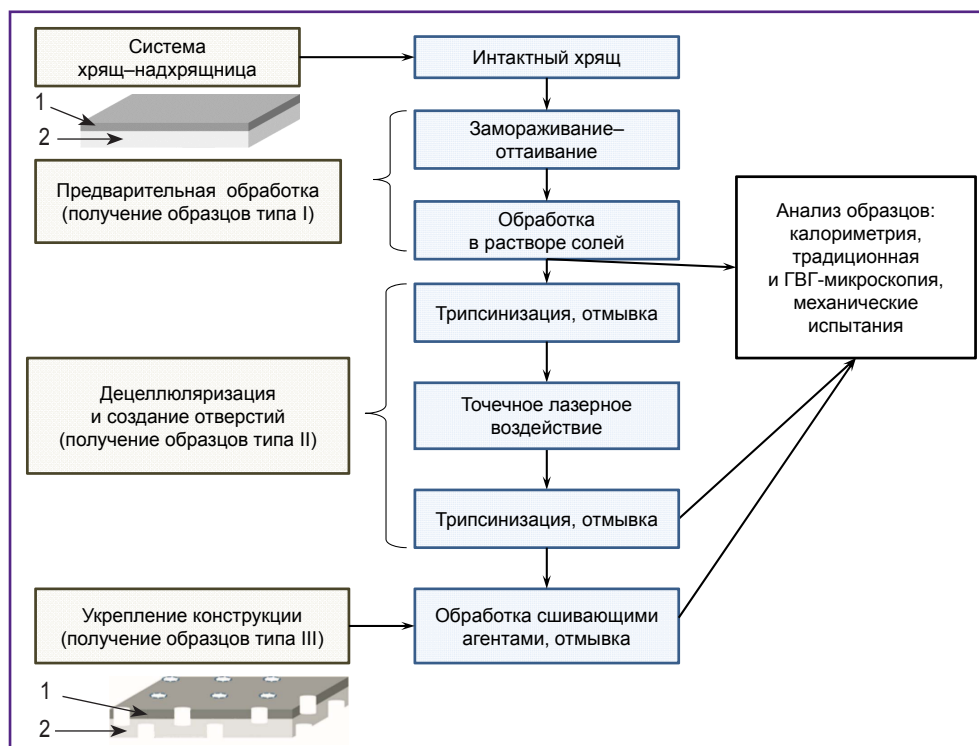 Система
хрящ–надхрящница
Интактный хрящ
1
2
Замораживание–
оттаивание
Предварительная обработка
(получение образцов типа I)
Обработка
в растворе солей
Анализ образцов:
калориметрия,
традиционная
и ГВГ-микроскопия,
механические
испытания
Трипсинизация, отмывка
Децеллюляризация
и создание отверстий
(получение образцов типа II)
Точечное лазерное
воздействие
Трипсинизация, отмывка
Укрепление конструкции
(получение образцов типа III)
Обработка сшивающими
агентами, отмывка
1
2